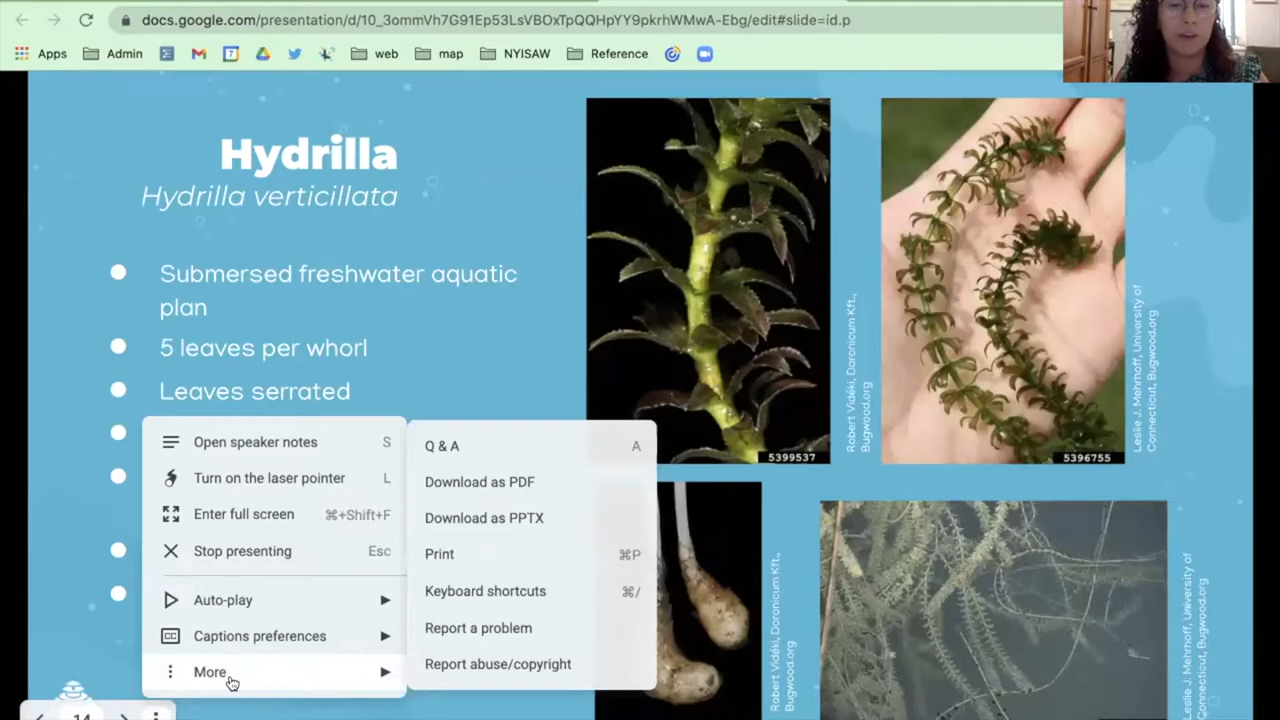 docs.google.com/presentation/d/10_3ommVh7G91Ep53LsVBOxTpQQHpYY9pkrhWMwA-Ebg/edit#slide=id.p
Apps Admin web map NYISAW Reference
Hydrilla
Hydrilla verticillata
Submersed freshwater aquatic
plan
5 leaves per whorl
Leaves serrated
Open speaker notes S
Turn on the laser pointer L
Enter full screen ⌘+Shift+F
Stop presenting Esc
Auto-play
CC Captions preferences
More
Q & A A
Download as PDF
Download as PPTX
Print ⌘P
Keyboard shortcuts ⌘/
Report a problem
Report abuse/copyright
14
5399537
Robert Vidéki, Doronicum Kft.,
Bugwood.org
5396755
Leslie J. Mehrhoff, University of
Connecticut, Bugwood.org
Robert Vidéki, Doronicum Kft.,
Bugwood.org
Leslie J. Mehrhoff, University of
Connecticut, Bugwood.org